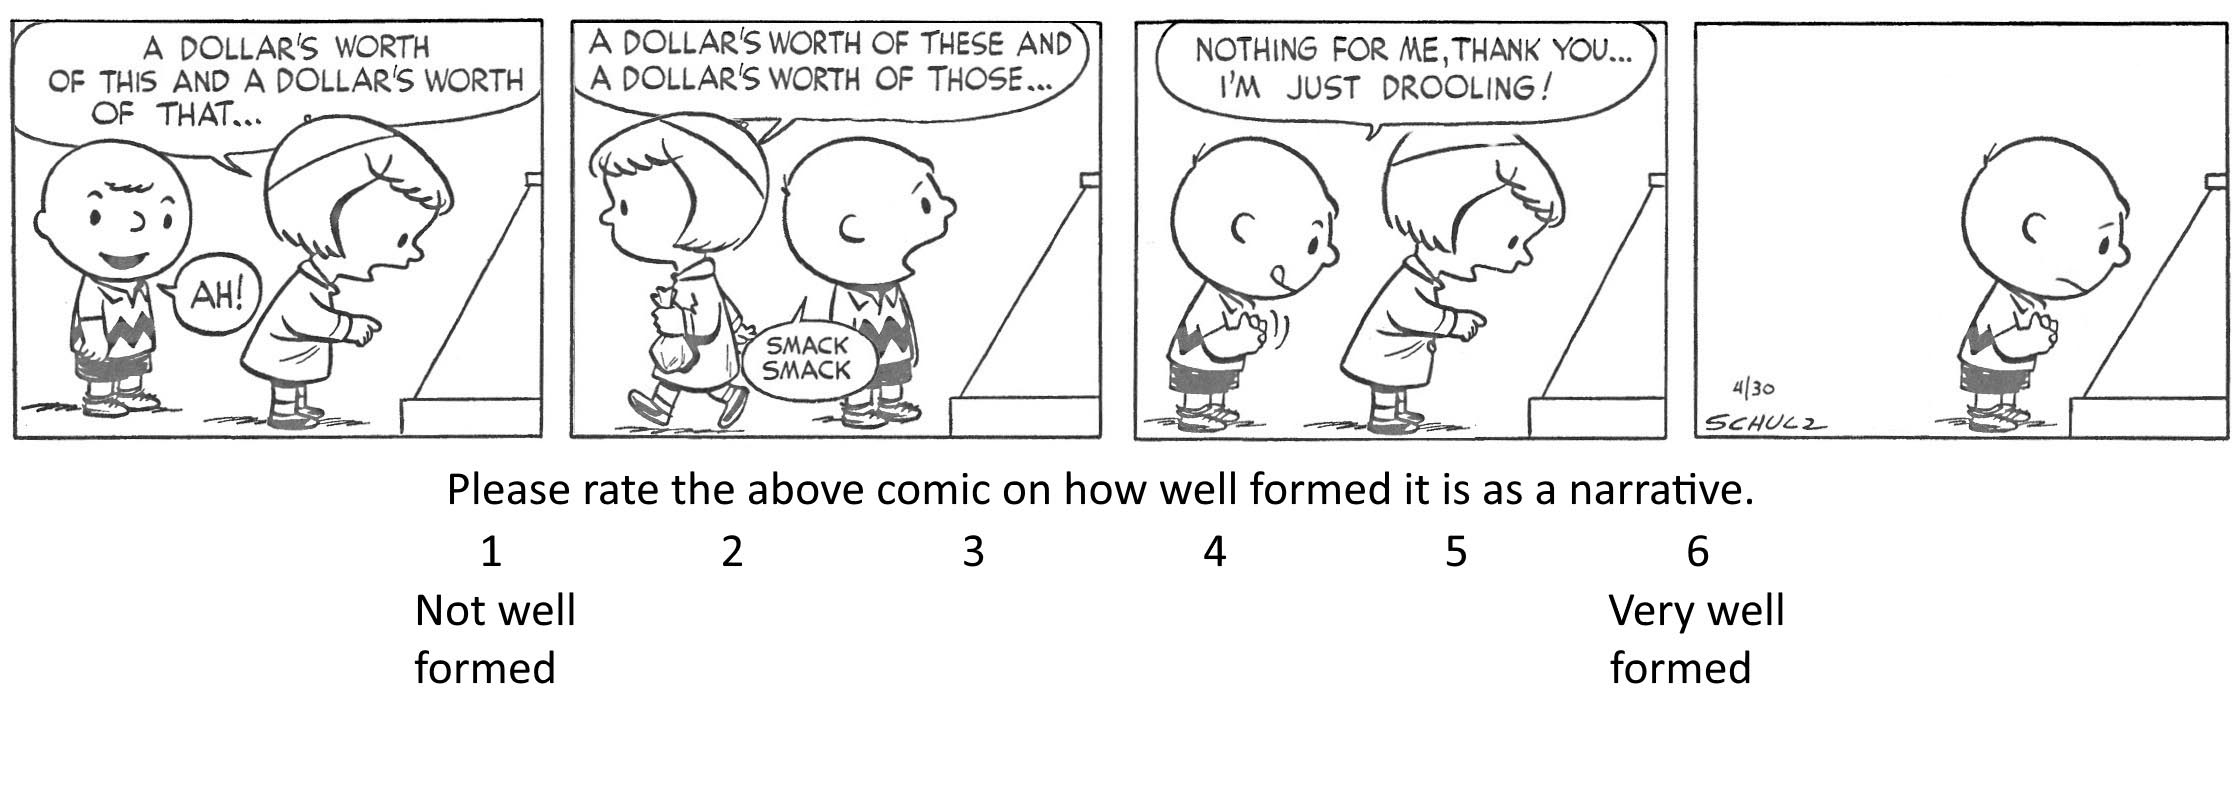 A DOLLAR'S WORTH
OF THIS AND A DOLLAR'S WORTH
OF THAT...
AH!
A DOLLAR'S WORTH OF THESE AND
A DOLLAR'S WORTH OF THOSE...
SMACK
SMACK
NOTHING FOR ME, THANK YOU...
I'M JUST DROOLING!
4/30
SCHULZ
Please rate the above comic on how well formed it is as a narrative.
1 2 3 4 5 6
Not well
formed
Very well
formed